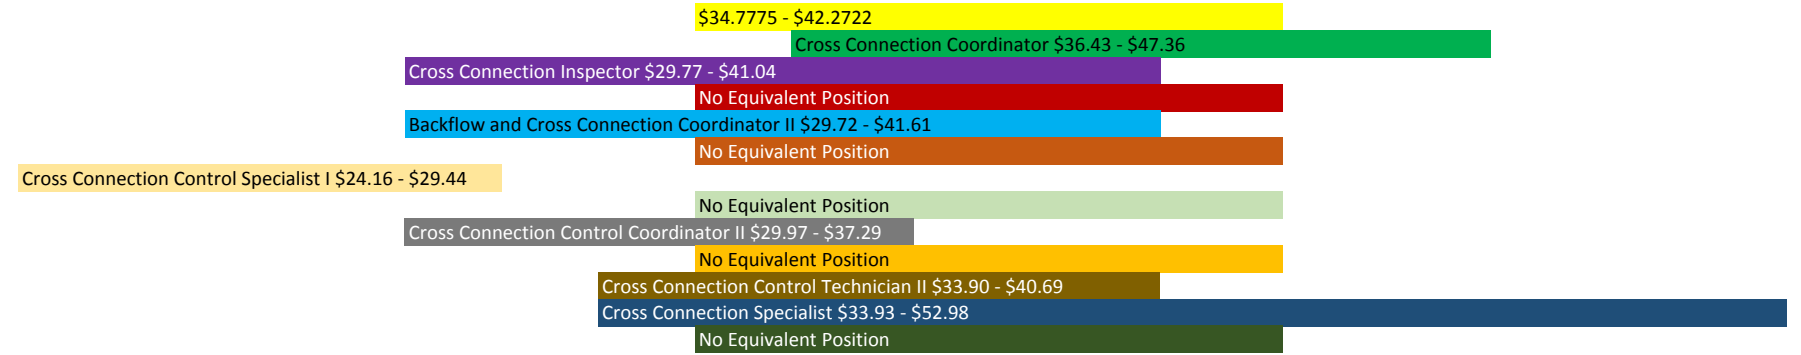 $34.7775 - $42.2722
Cross Connection Coordinator $36.43 - $47.36
Cross Connection Inspector $29.77 - $41.04
No Equivalent Position
Backflow and Cross Connection Coordinator II $29.72 - $41.61
No Equivalent Position
Cross Connection Control Specialist I $24.16 - $29.44
No Equivalent Position
Cross Connection Control Coordinator II $29.97 - $37.29
No Equivalent Position
Cross Connection Control Technician II $33.90 - $40.69
Cross Connection Specialist $33.93 - $52.98
No Equivalent Position